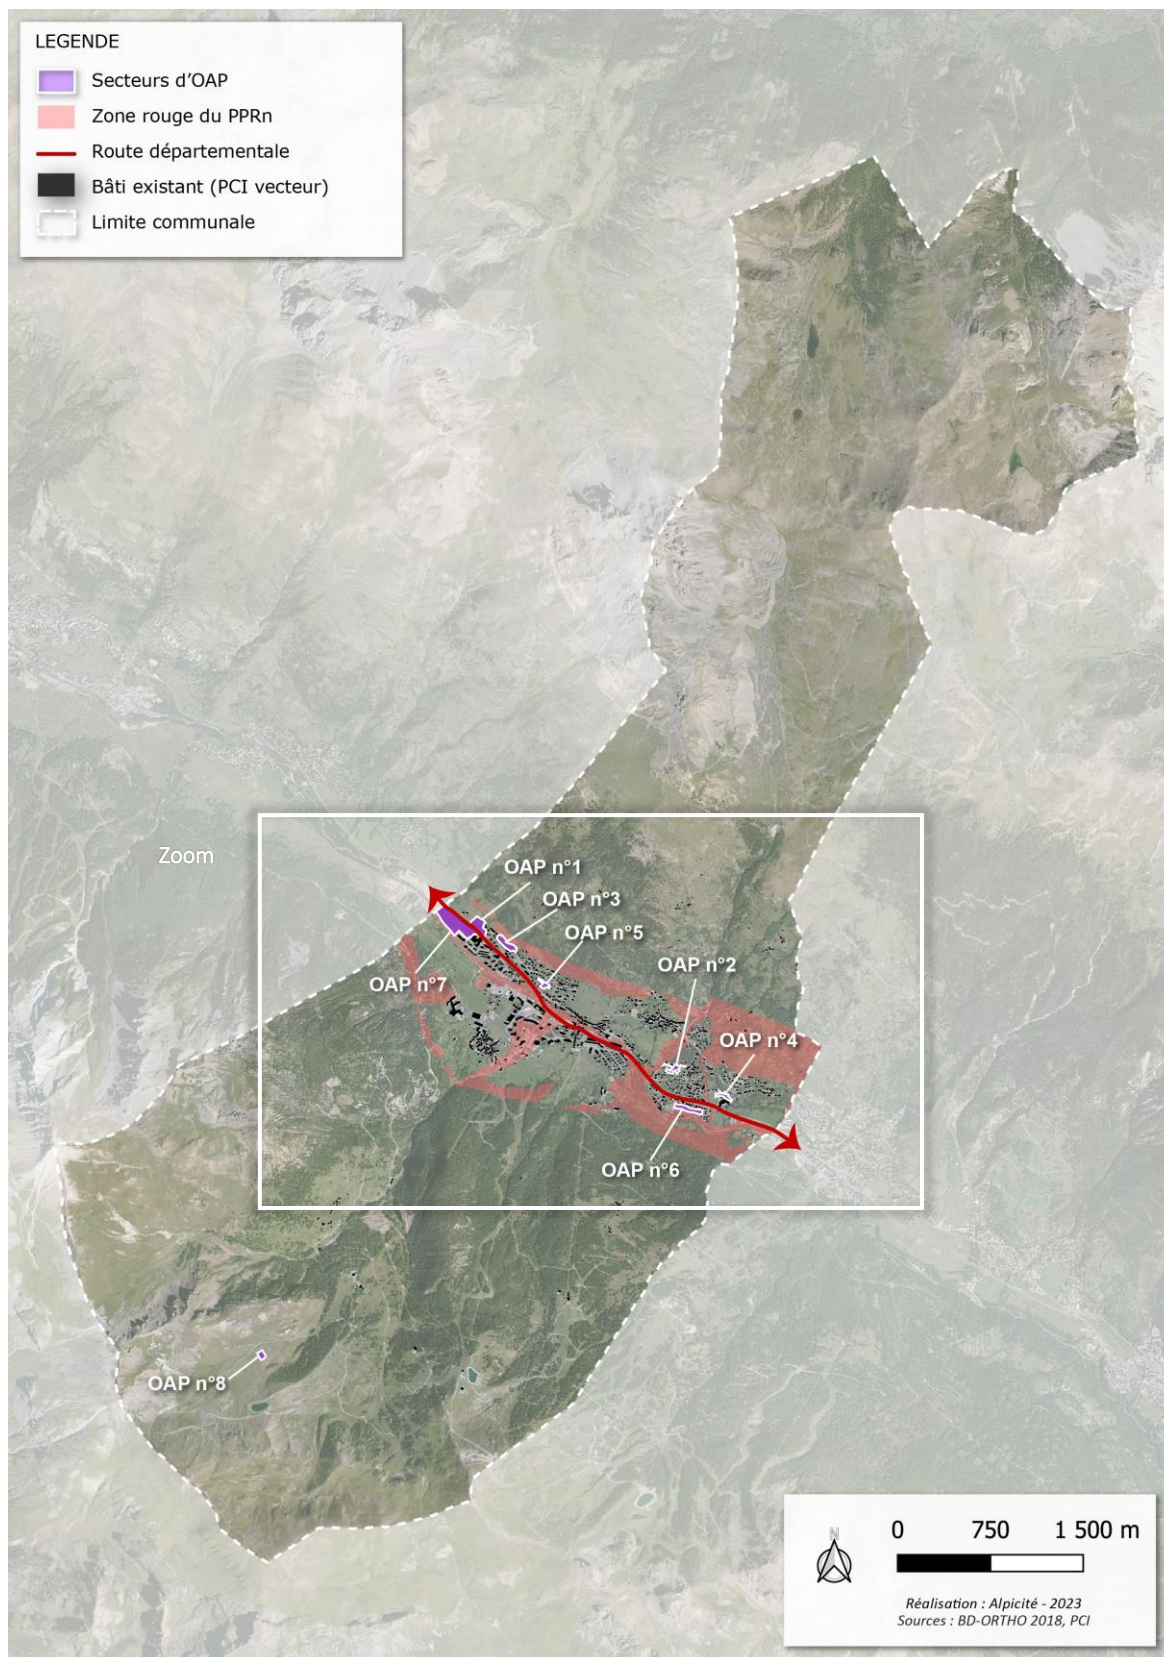 LEGENDE
Secteurs d'OAP
Zone rouge du PPRn
Route départementale
Bâti existant (PCI vecteur)
Limite communale
Zoom
OAP n°1
OAP n°3
OAP n°5
OAP n°2
OAP n°7
OAP n°4
OAP n°6
OAP n°8
N
0 750 1 500 m
Réalisation : Alpicité - 2023
Sources : BD-ORTHO 2018, PCI